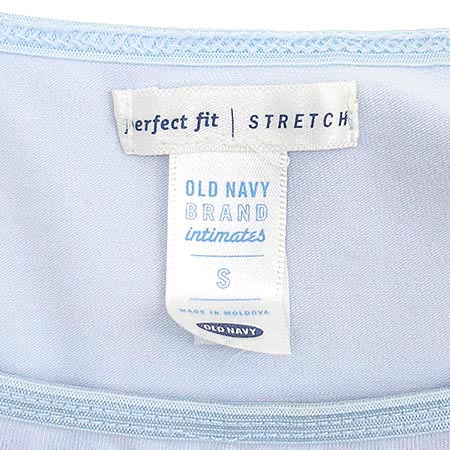 perfect fit | STRETCH
OLD NAVY
BRAND
intimates
S
MADE IN MOLDOVA
OLD NAVY